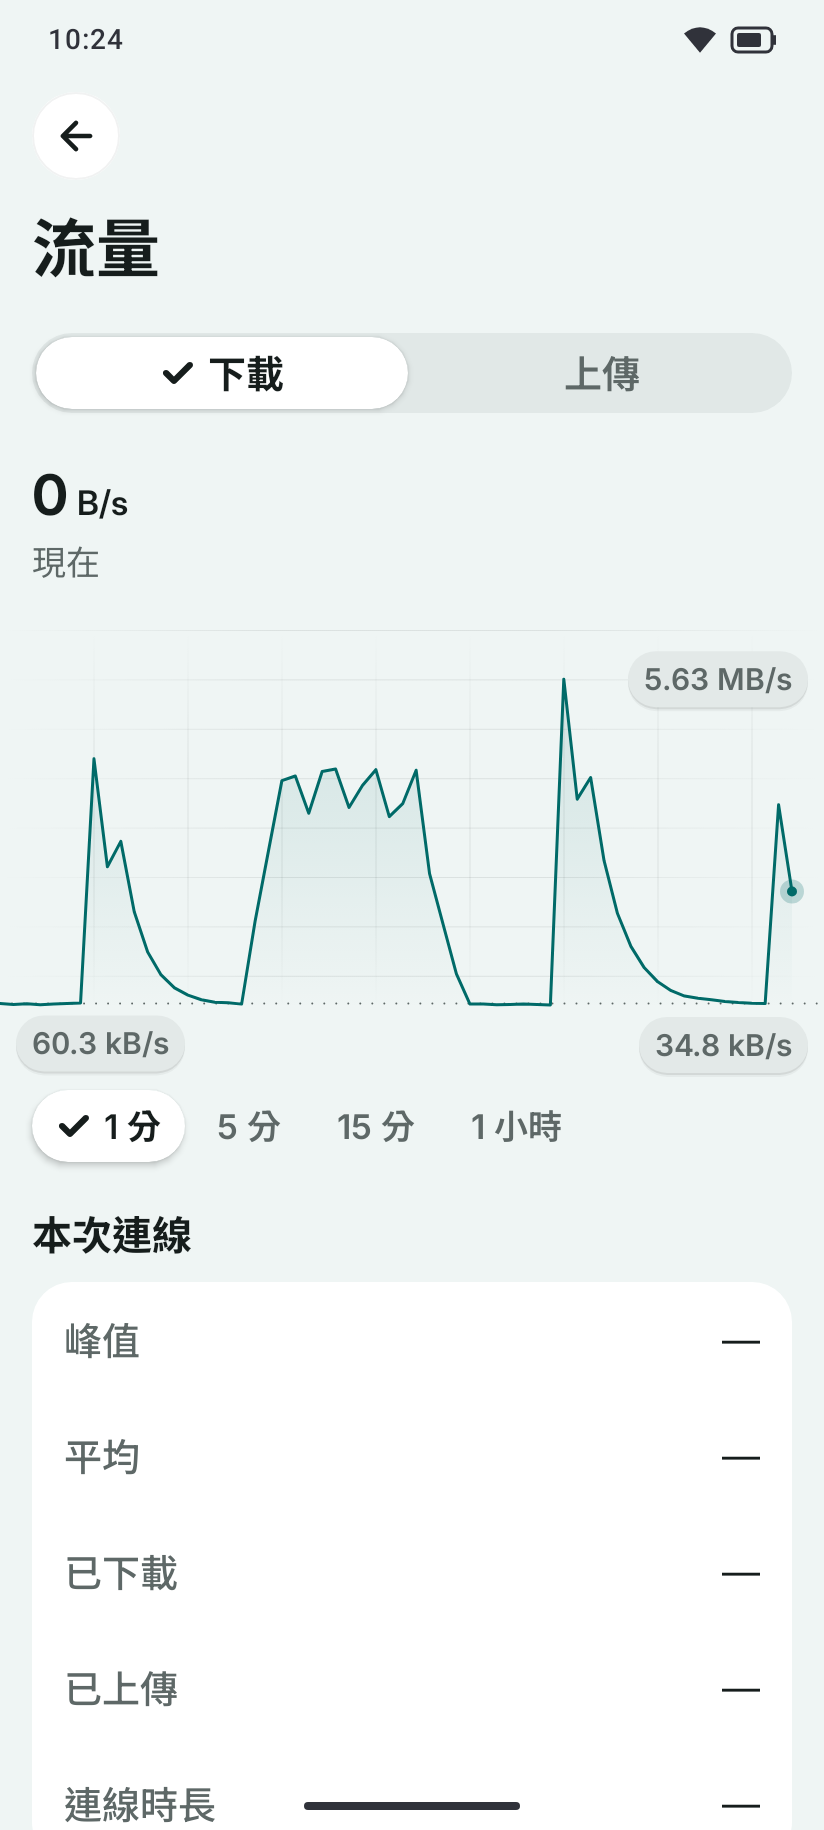 10:24
流量
下載
上傳
0 B/s
現在
5.63 MB/s
60.3 kB/s
34.8 kB/s
1 分
5 分
15 分
1 小時
本次連線
峰值 —
平均 —
已下載 —
已上傳 —
連線時長 —